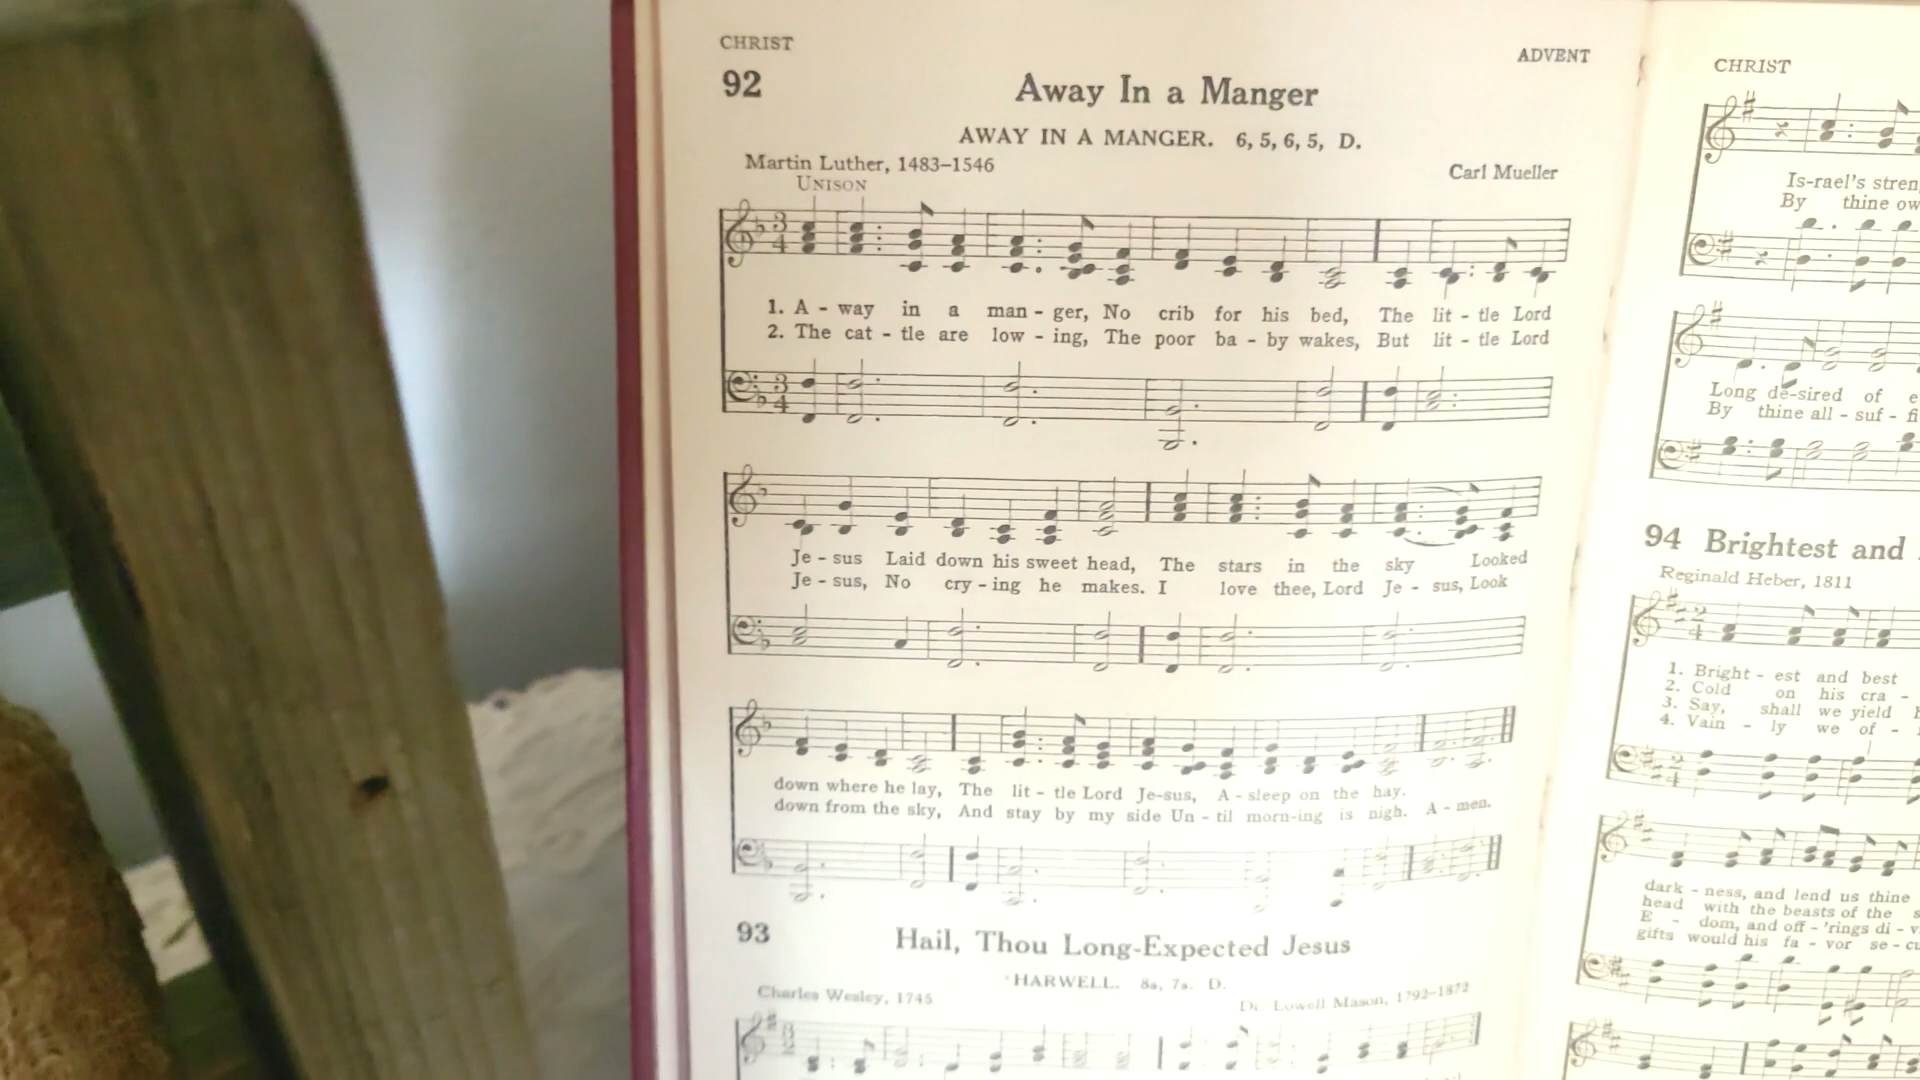 CHRIST
ADVENT
92
Away In a Manger
AWAY IN A MANGER. 6, 5, 6, 5, D.
Martin Luther, 1483–1546
Carl Mueller
UNISON
1. A - way in a man - ger, No crib for his bed, The lit - tle Lord
2. The cat - tle are low - ing, The poor ba - by wakes, But lit - tle Lord
Je - sus Laid down his sweet head, The stars in the sky Looked
Je - sus, No cry - ing he makes. I love thee, Lord Je - sus, Look
down where he lay, The lit - tle Lord Je-sus, A - sleep on the hay.
down from the sky, And stay by my side Un - til morn-ing is nigh. A - men.
93
Hail, Thou Long-Expected Jesus
HARWELL. 8s, 7s. D.
Charles Wesley, 1745
Dr. Lowell Mason, 1792–1872
CHRIST
Is-rael's stren
By thine ow
Long de-sired of e
By thine all - suf - fi
94 Brightest and
Reginald Heber, 1811
1. Bright - est and best
2. Cold on his cra -
3. Say, shall we yield
4. Vain - ly we of -
dark - ness, and lend us thine
head with the beasts of the s
E - dom, and off - 'rings di - v
gifts would his fa - vor se - cu